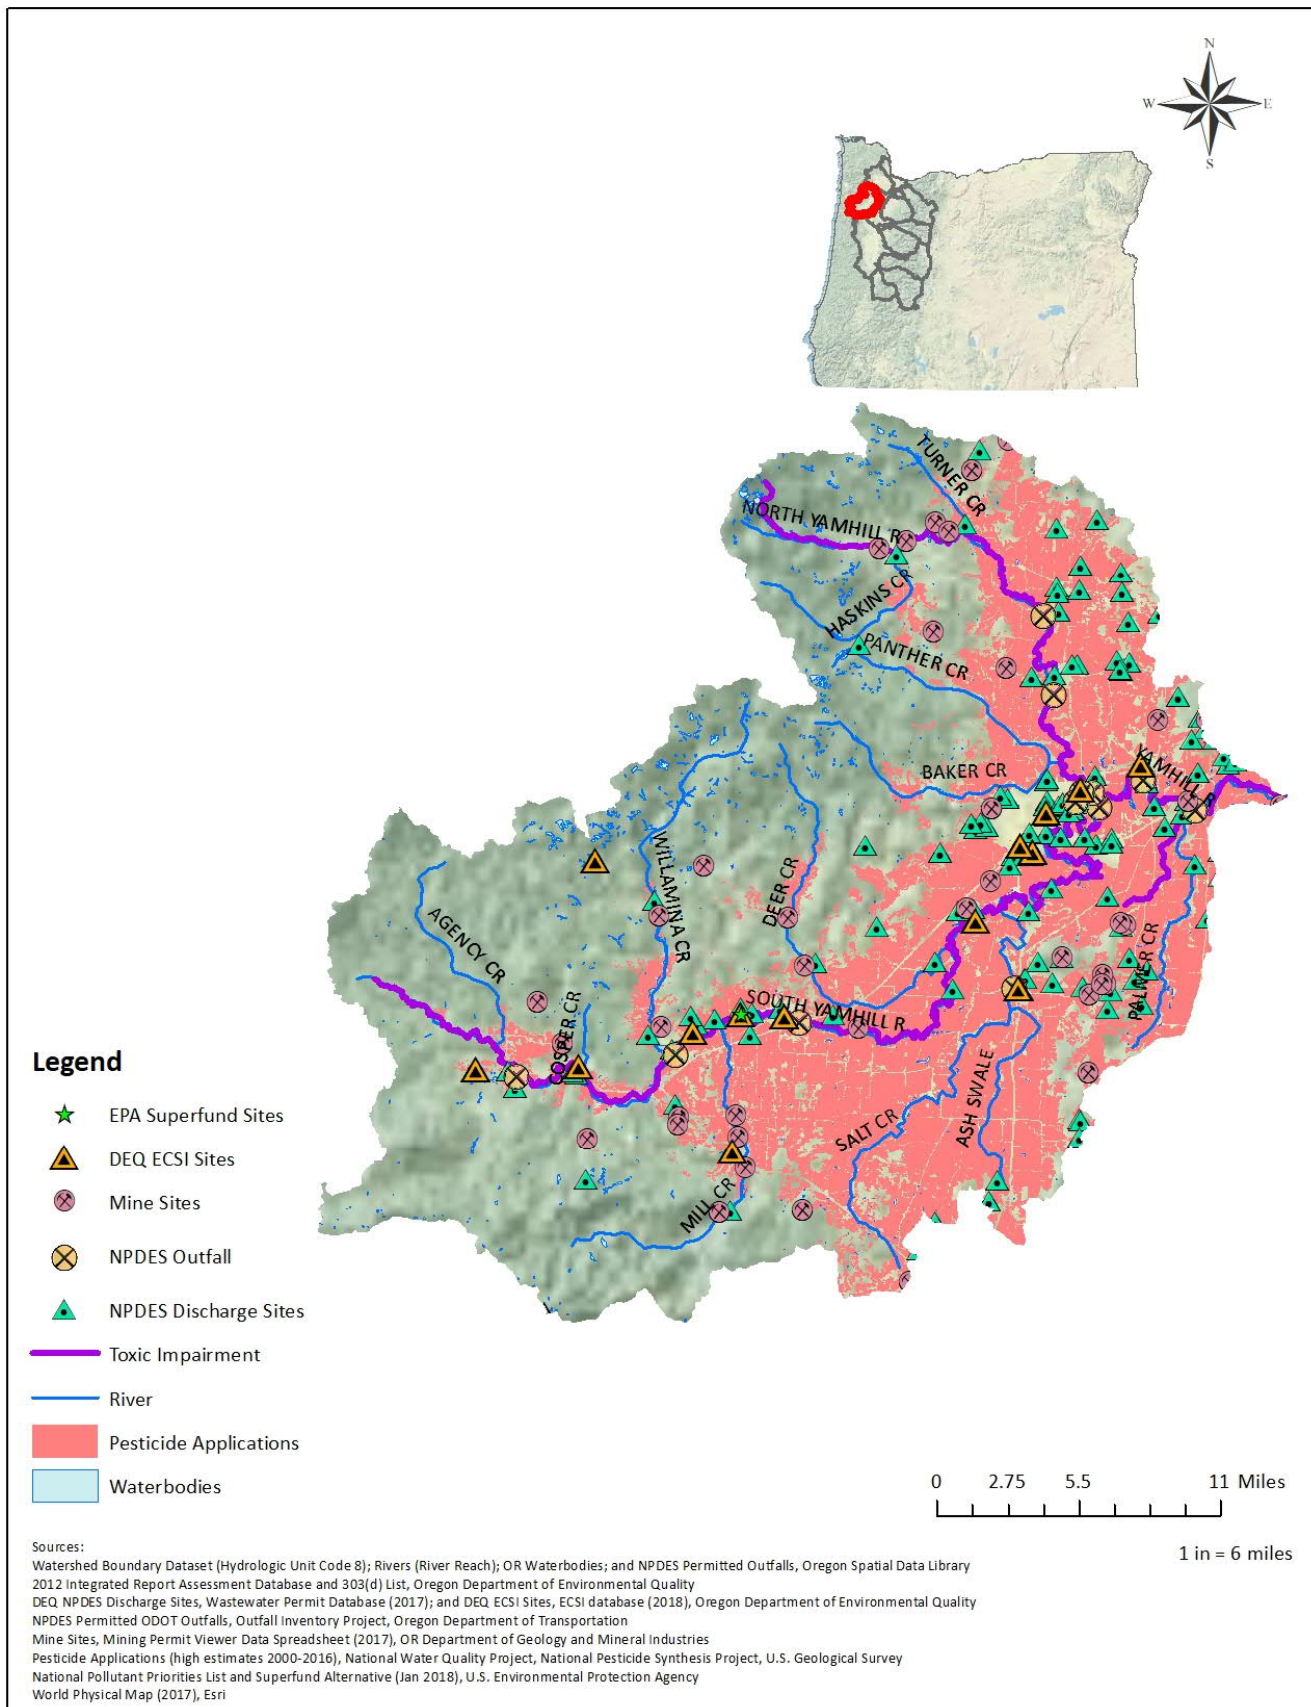 N
W
E
S
TURNER CR
NORTH YAMHILL R
HASKINS CR
PANTHER CR
BAKER CR
YAMHILL R
WILLAMINA CR
DEER CR
AGENCY CR
PALMER CR
COSPER CR
SOUTH YAMHILL R
ASH SWALE
SALT CR
MILL CR
Legend
EPA Superfund Sites
DEQ ECSI Sites
Mine Sites
NPDES Outfall
NPDES Discharge Sites
Toxic Impairment
River
Pesticide Applications
Waterbodies
0 2.75 5.5 11 Miles
1 in = 6 miles
Sources:
Watershed Boundary Dataset (Hydrologic Unit Code 8); Rivers (River Reach); OR Waterbodies; and NPDES Permitted Outfalls, Oregon Spatial Data Library
2012 Integrated Report Assessment Database and 303(d) List, Oregon Department of Environmental Quality
DEQ NPDES Discharge Sites, Wastewater Permit Database (2017); and DEQ ECSI Sites, ECSI database (2018), Oregon Department of Environmental Quality
NPDES Permitted ODOT Outfalls, Outfall Inventory Project, Oregon Department of Transportation
Mine Sites, Mining Permit Viewer Data Spreadsheet (2017), OR Department of Geology and Mineral Industries
Pesticide Applications (high estimates 2000-2016), National Water Quality Project, National Pesticide Synthesis Project, U.S. Geological Survey
National Pollutant Priorities List and Superfund Alternative (Jan 2018), U.S. Environmental Protection Agency
World Physical Map (2017), Esri